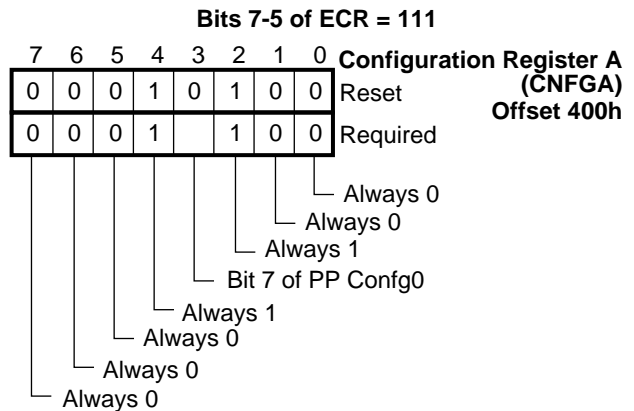 Bits 7-5 of ECR = 111
7 6 5 4 3 2 1 0 Configuration Register A
(CNFGA)
Offset 400h
0 0 0 1 0 1 0 0 Reset
0 0 0 1 1 0 0 Required
Always 0
Always 0
Always 1
Bit 7 of PP Confg0
Always 1
Always 0
Always 0
Always 0